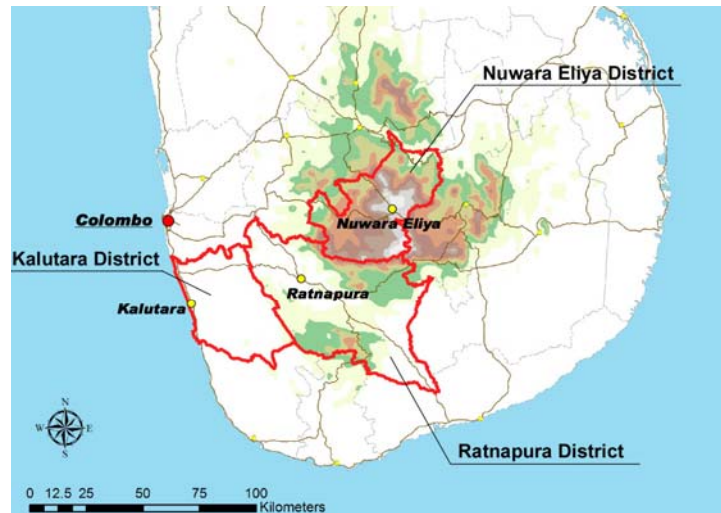 Nuwara Eliya District
Colombo
Nuwara Eliya
Kalutara District
Ratnapura
Kalutara
N
W E
S
Ratnapura District
0 12.5 25 50 75 100
Kilometers